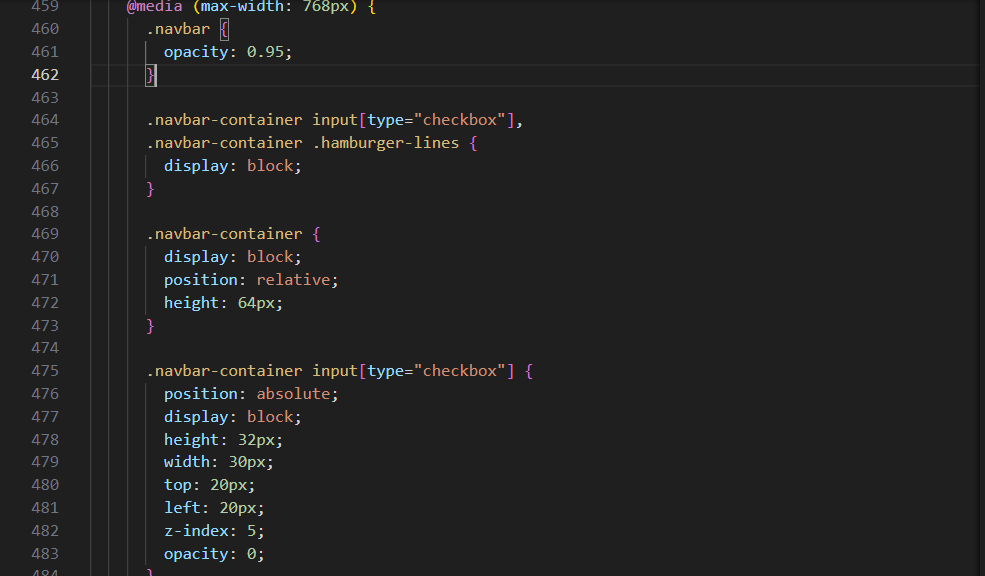 459 @media (max-width: 768px) {
460 .navbar {
461 opacity: 0.95;
462 }
463
464 .navbar-container input[type="checkbox"],
465 .navbar-container .hamburger-lines {
466 display: block;
467 }
468
469 .navbar-container {
470 display: block;
471 position: relative;
472 height: 64px;
473 }
474
475 .navbar-container input[type="checkbox"] {
476 position: absolute;
477 display: block;
478 height: 32px;
479 width: 30px;
480 top: 20px;
481 left: 20px;
482 z-index: 5;
483 opacity: 0;
484 }